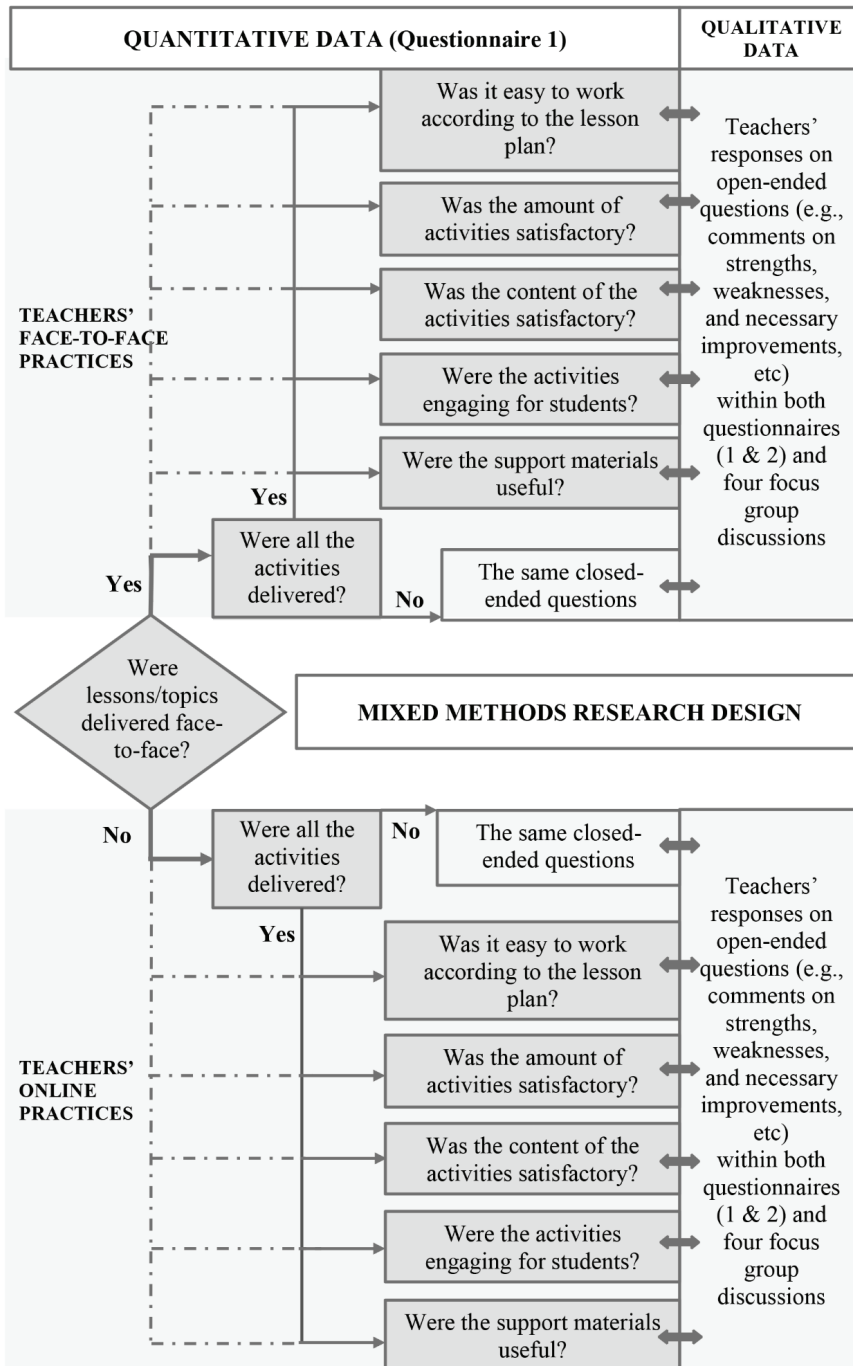 QUANTITATIVE DATA (Questionnaire 1)
QUALITATIVE
DATA
Was it easy to work
according to the lesson
plan?
Was the amount of
activities satisfactory?
Was the content of the
activities satisfactory?
Were the activities
engaging for students?
Were the support materials
useful?
Teachers’
responses on
open-ended
questions (e.g.,
comments on
strengths,
weaknesses,
and necessary
improvements,
etc)
within both
questionnaires
(1 & 2) and
four focus
group
discussions
TEACHERS’
FACE-TO-FACE
PRACTICES
Yes
Were all the
activities
delivered?
Yes
No
The same closed-
ended questions
Were
lessons/topics
delivered face-
to-face?
MIXED METHODS RESEARCH DESIGN
No
Were all the
activities
delivered?
No
The same closed-
ended questions
Yes
Was it easy to work
according to the lesson
plan?
Was the amount of
activities satisfactory?
Was the content of the
activities satisfactory?
Were the activities
engaging for students?
Were the support materials
useful?
TEACHERS’
ONLINE
PRACTICES
Teachers’
responses on
open-ended
questions (e.g.,
comments on
strengths,
weaknesses,
and necessary
improvements,
etc)
within both
questionnaires
(1 & 2) and
four focus
group
discussions